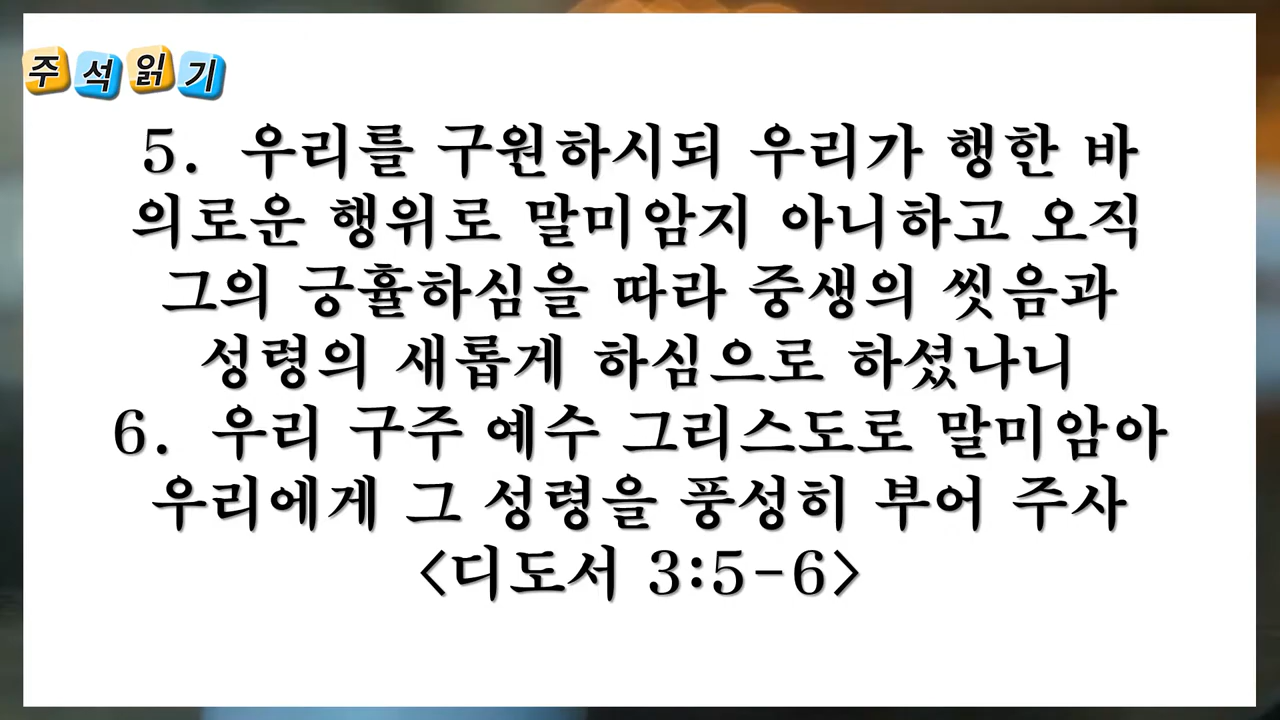 주석읽기
5. 우리를 구원하시되 우리가 행한 바
의로운 행위로 말미암지 아니하고 오직
그의 긍휼하심을 따라 중생의 씻음과
성령의 새롭게 하심으로 하셨나니
6. 우리 구주 예수 그리스도로 말미암아
우리에게 그 성령을 풍성히 부어 주사
<디도서 3:5-6>